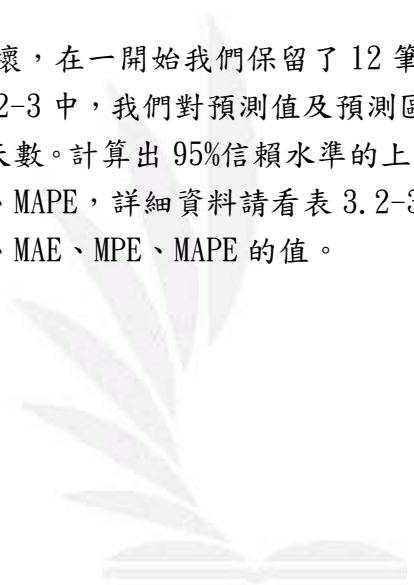 壞，在一開始我們保留了 12 筆
2-3 中，我們對預測值及預測
天數。計算出 95%信賴水準的上
、MAPE，詳細資料請看表 3.2-3
、MAE、MPE、MAPE 的值。